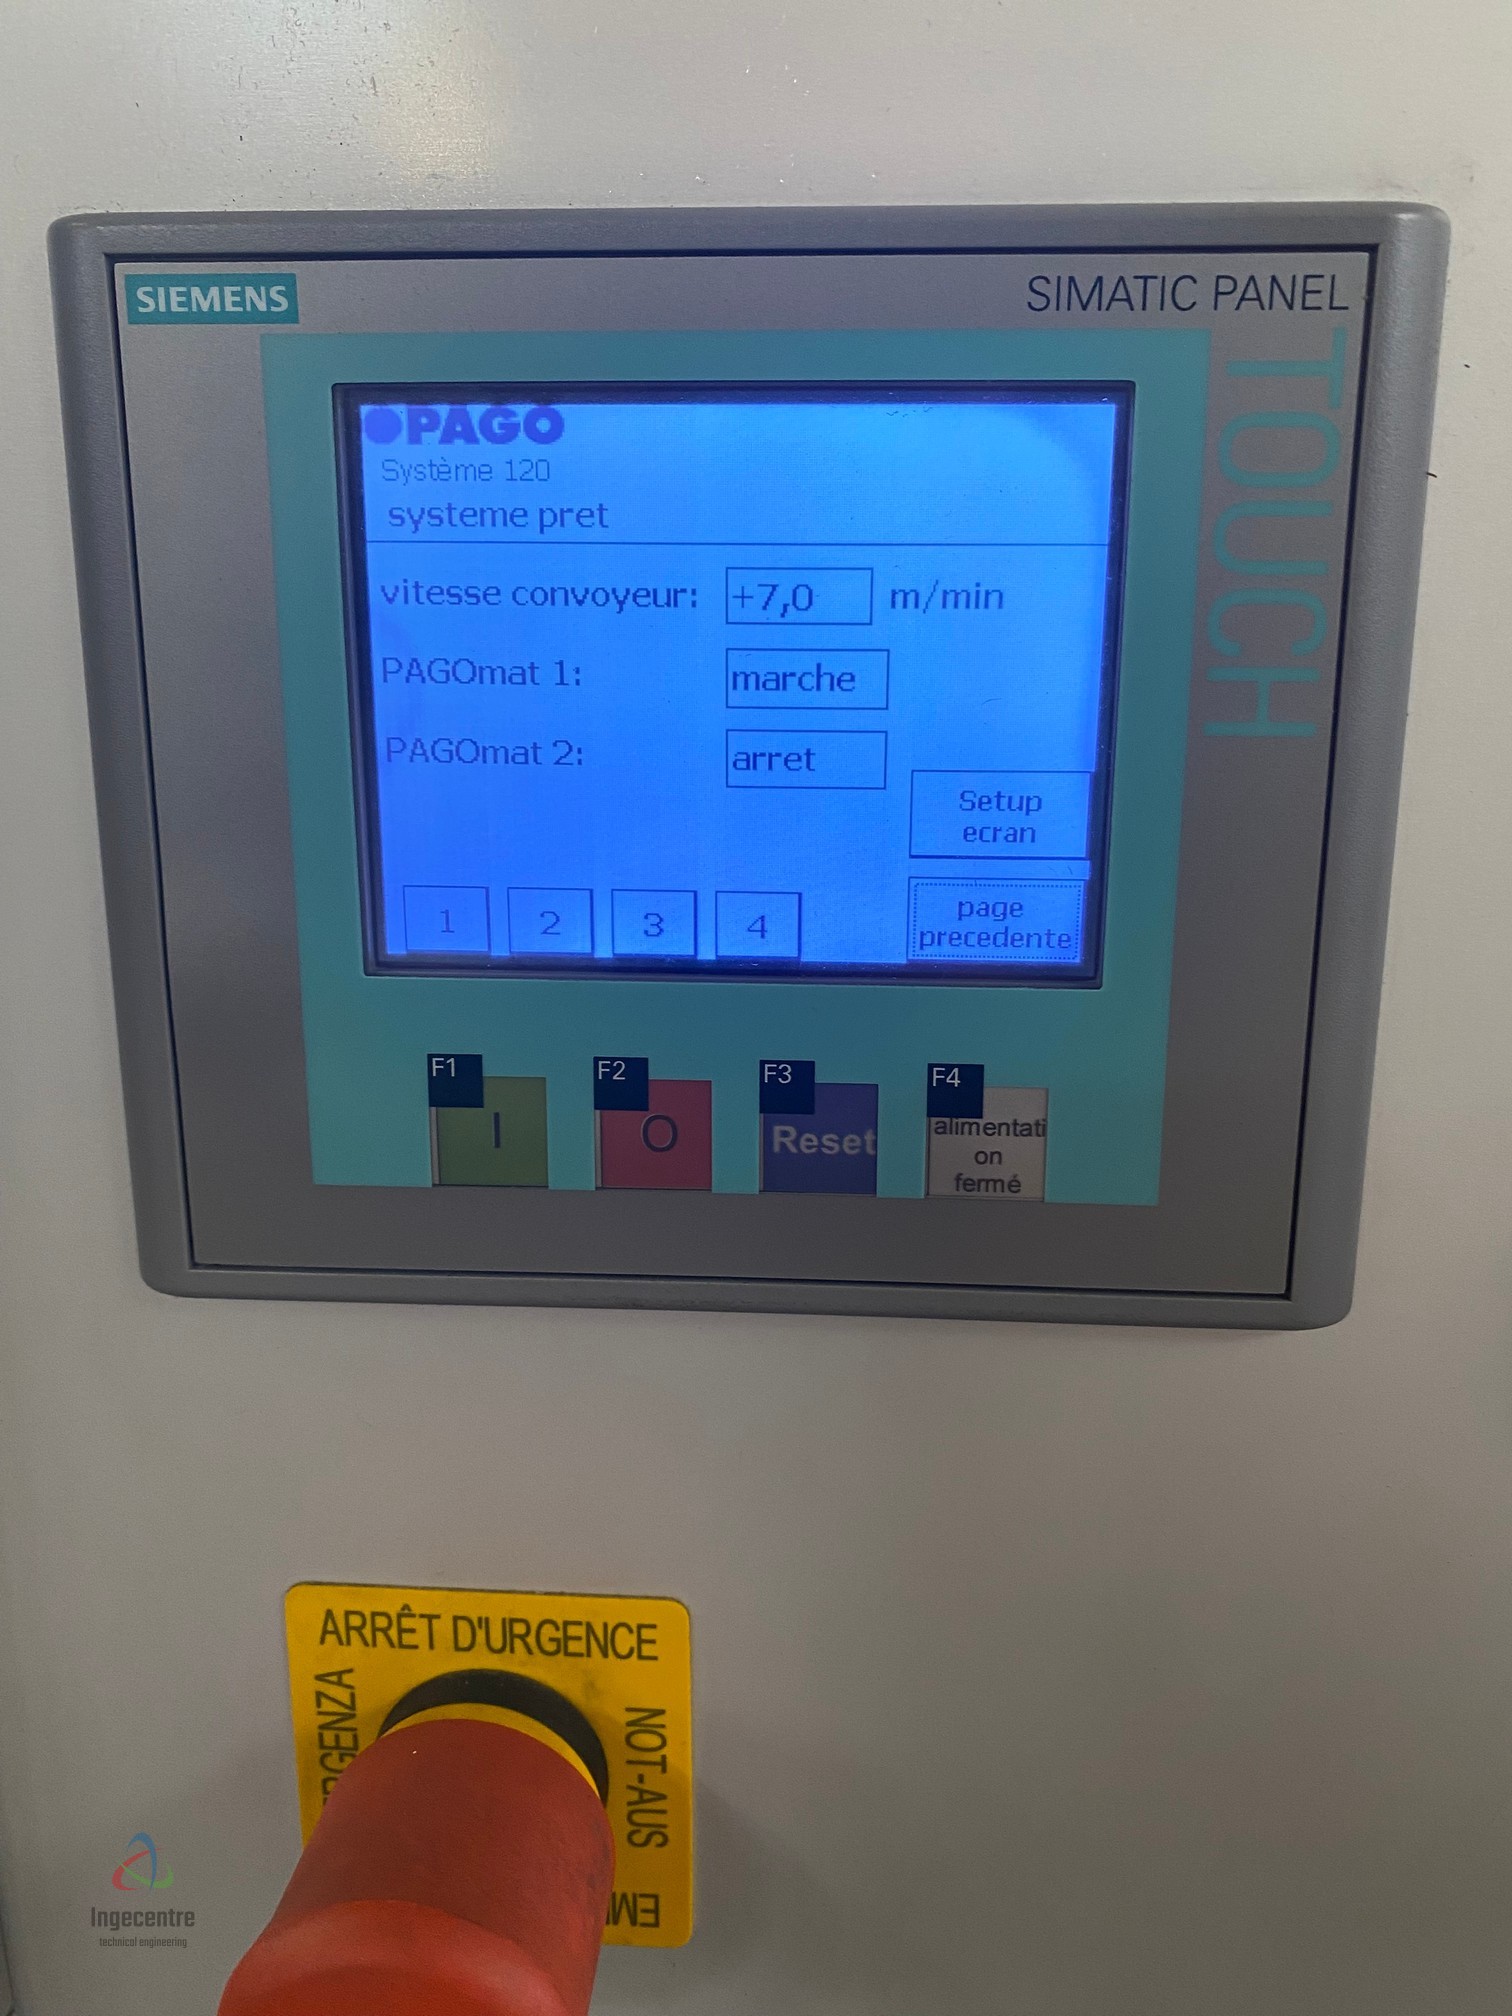 SIEMENS
SIMATIC PANEL
TOUCH
PAGO
Système 120
systeme pret
vitesse convoyeur: +7,0 m/min
PAGOmat 1: marche
PAGOmat 2: arret
Setup
ecran
1 2 3 4
page
precedente
F1 F2 F3 F4
I O Reset
alimentati
on
fermé
ARRÊT D'URGENCE
NOT-AUS
Ingecentre
technical engineering